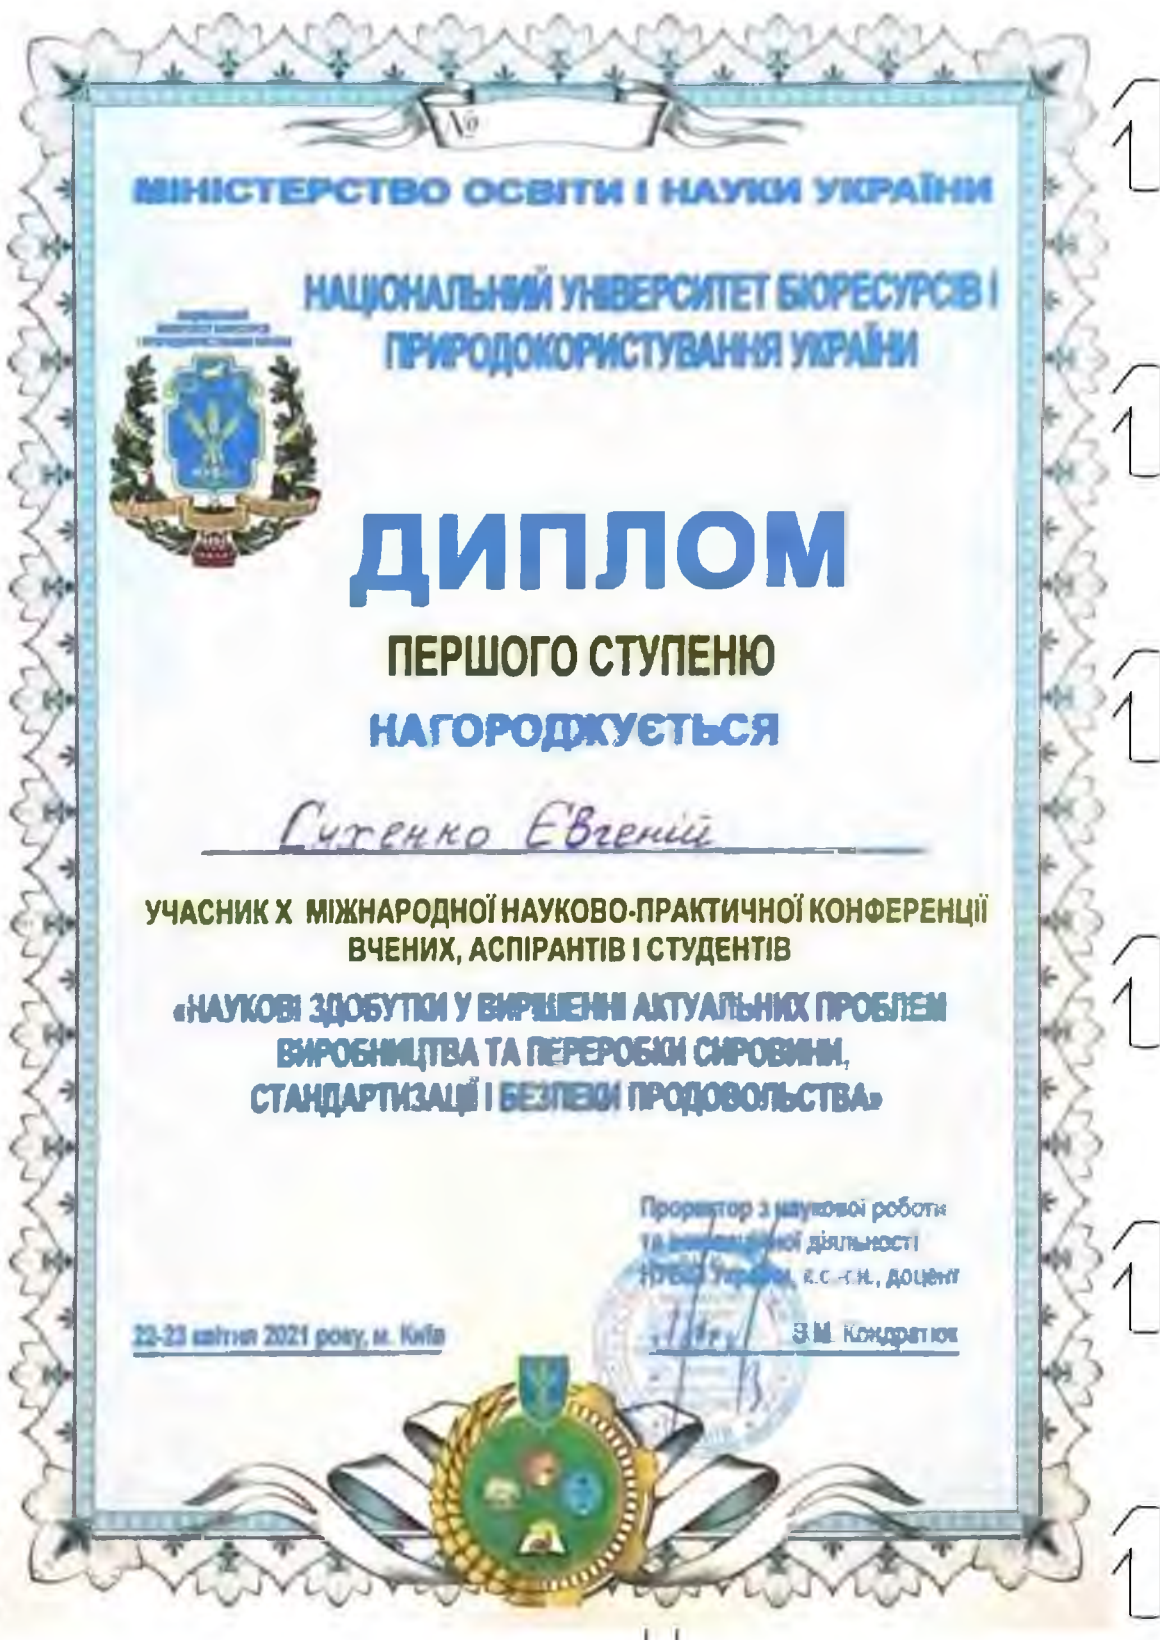 №
МІНІСТЕРСТВО ОСВІТИ І НАУКИ УКРАЇНИ
НАЦІОНАЛЬНИЙ УНІВЕРСИТЕТ БІОРЕСУРСІВ І
ПРИРОДОКОРИСТУВАННЯ УКРАЇНИ
ДИПЛОМ
ПЕРШОГО СТУПЕНЮ
НАГОРОДЖУЄТЬСЯ
Сухенко Євгеній
УЧАСНИК X МІЖНАРОДНОЇ НАУКОВО-ПРАКТИЧНОЇ КОНФЕРЕНЦІЇ
ВЧЕНИХ, АСПІРАНТІВ І СТУДЕНТІВ
«НАУКОВІ ЗДОБУТКИ У ВИРІШЕННІ АКТУАЛЬНИХ ПРОБЛЕМ
ВИРОБНИЦТВА ТА ПЕРЕРОБКИ СИРОВИНИ,
СТАНДАРТИЗАЦІЇ І БЕЗПЕКИ ПРОДОВОЛЬСТВА»
Проректор з наукової роботи
та інноваційної діяльності
НУБіП України, к.с.-г.н., доцент
22-23 квітня 2021 року, м. Київ
В.М. Кондратюк